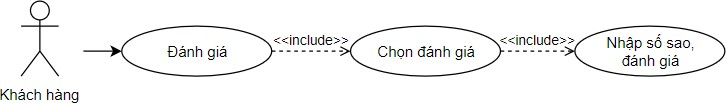 Đánh giá
<<include>>
Chọn đánh giá
<<include>>
Nhập số sao,
đánh giá
Khách hàng